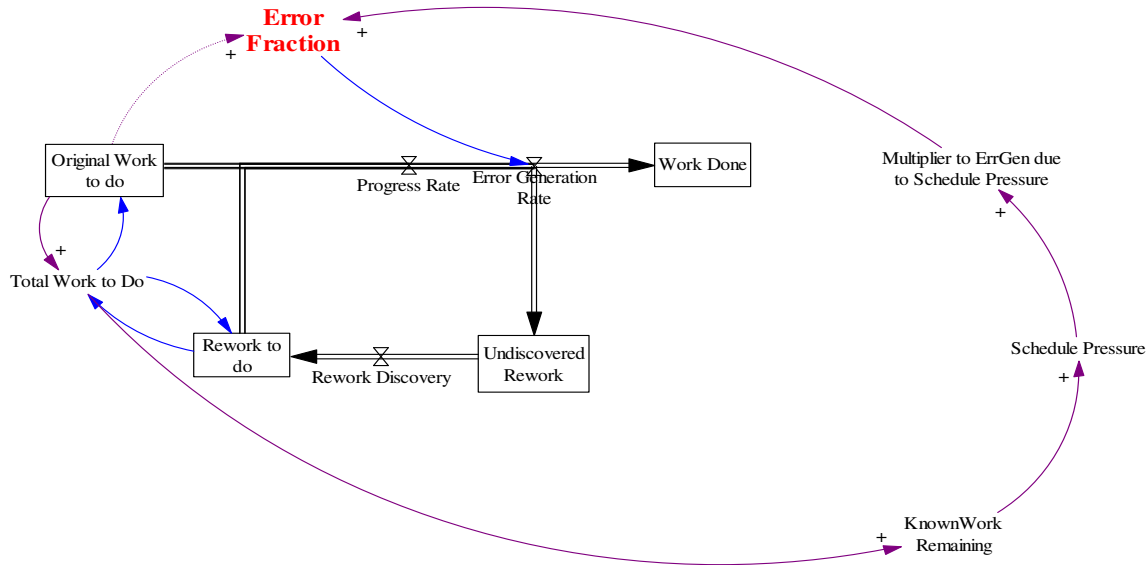 Error
Fraction
+
+
Original Work
to do
Progress Rate
Error Generation
Rate
Work Done
Multiplier to ErrGen due
to Schedule Pressure
+
+
Total Work to Do
Rework to
do
Rework Discovery
Undiscovered
Rework
Schedule Pressure
+
KnownWork
Remaining
+